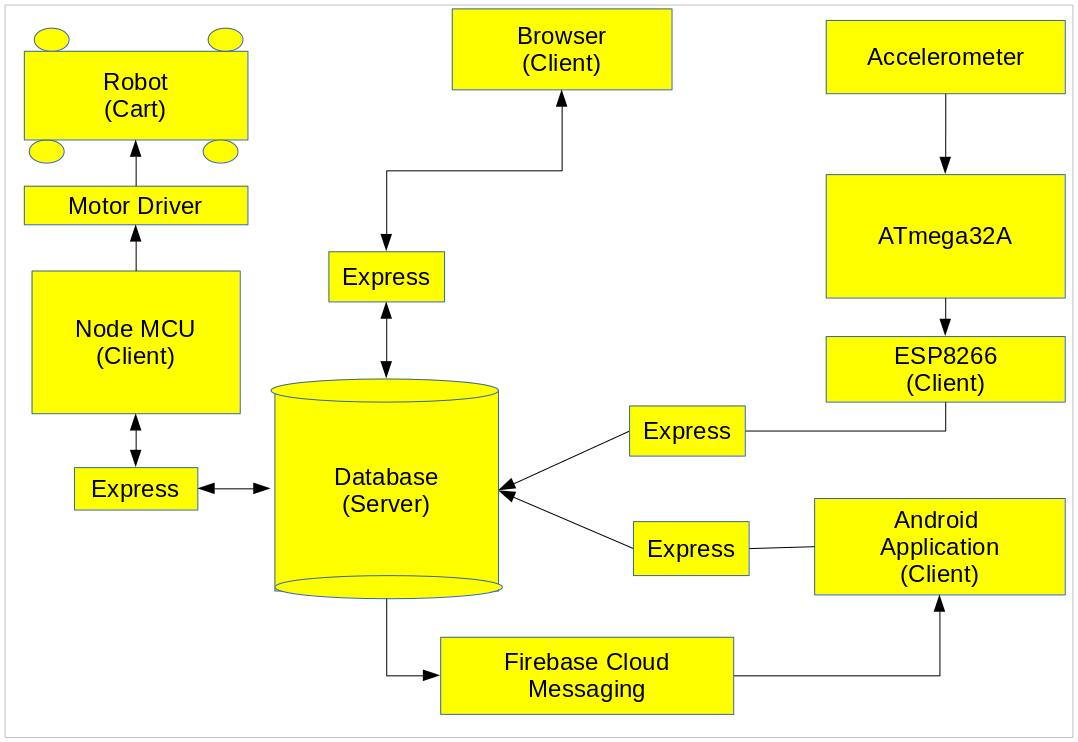 Robot
(Cart)
Browser
(Client)
Accelerometer
Motor Driver
ATmega32A
Express
Node MCU
(Client)
ESP8266
(Client)
Express
Express
Database
(Server)
Express
Android
Application
(Client)
Firebase Cloud
Messaging